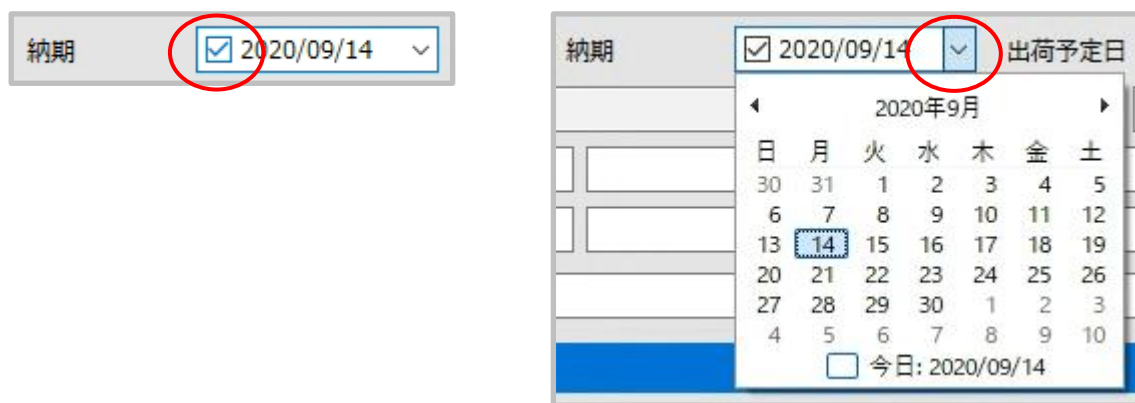 納期 2020/09/14
納期 2020/09/14 出荷予定日
2020年9月
日 月 火 水 木 金 土
30 31 1 2 3 4 5
6 7 8 9 10 11 12
13 14 15 16 17 18 19
20 21 22 23 24 25 26
27 28 29 30 1 2 3
4 5 6 7 8 9 10
今日: 2020/09/14